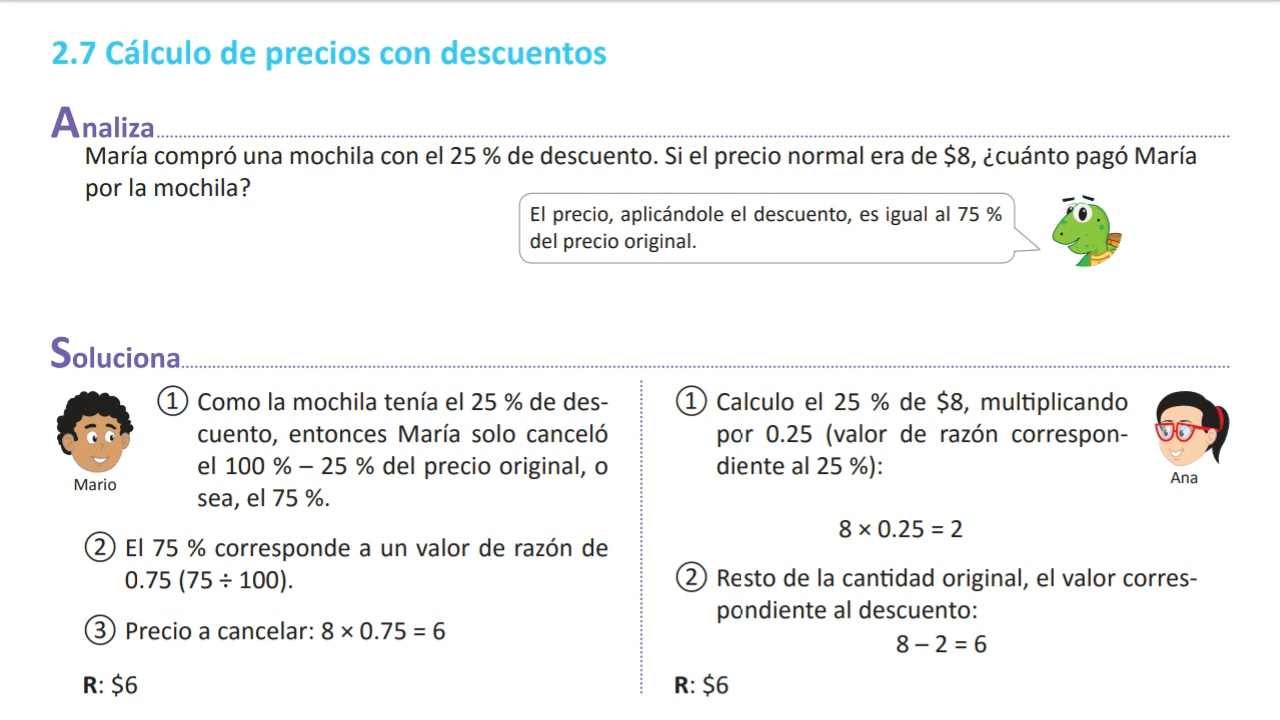 2.7 Cálculo de precios con descuentos
Analiza
María compró una mochila con el 25 % de descuento. Si el precio normal era de $8, ¿cuánto pagó María
por la mochila?
El precio, aplicándole el descuento, es igual al 75 %
del precio original.
Soluciona
Mario
① Como la mochila tenía el 25 % de des-
cuento, entonces María solo canceló
el 100 % – 25 % del precio original, o
sea, el 75 %.
② El 75 % corresponde a un valor de razón de
0.75 (75 ÷ 100).
③ Precio a cancelar: 8 × 0.75 = 6
R: $6
① Calculo el 25 % de $8, multiplicando
por 0.25 (valor de razón correspon-
diente al 25 %):
Ana
8 × 0.25 = 2
② Resto de la cantidad original, el valor corres-
pondiente al descuento:
8 – 2 = 6
R: $6